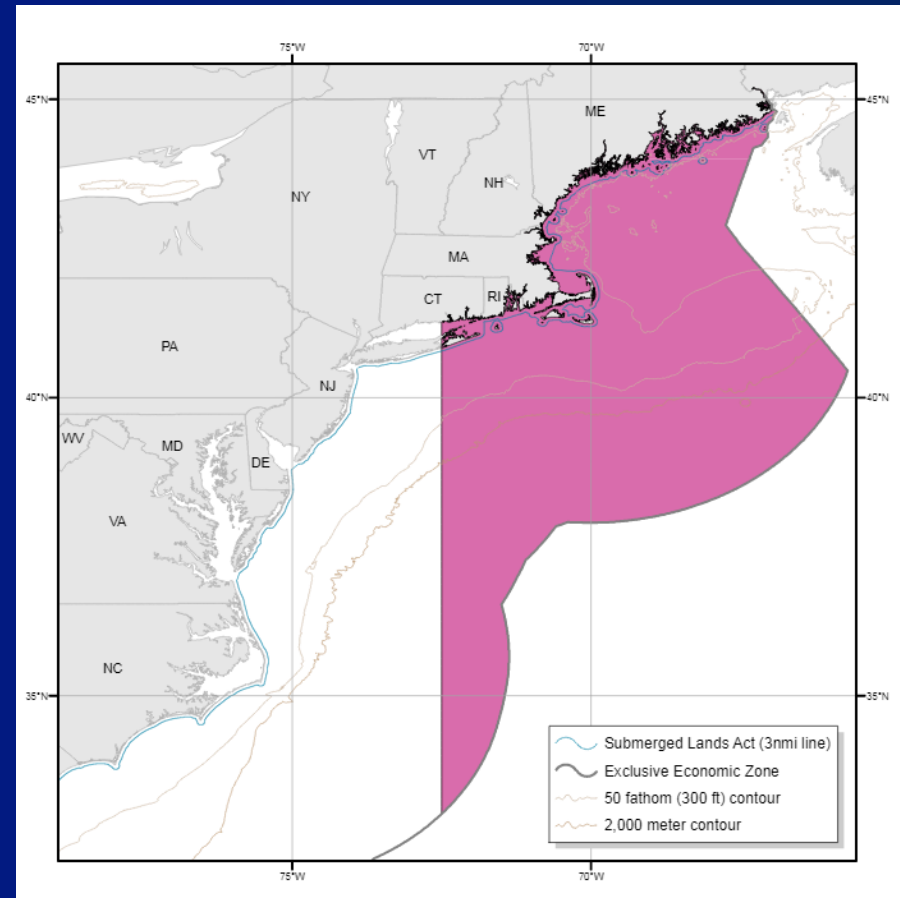 75°W
70°W
45°N
45°N
ME
VT
NH
NY
MA
CT
RI
PA
NJ
40°N
40°N
WV
MD
DE
VA
NC
35°N
35°N
Submerged Lands Act (3nmi line)
Exclusive Economic Zone
50 fathom (300 ft) contour
2,000 meter contour
75°W
70°W